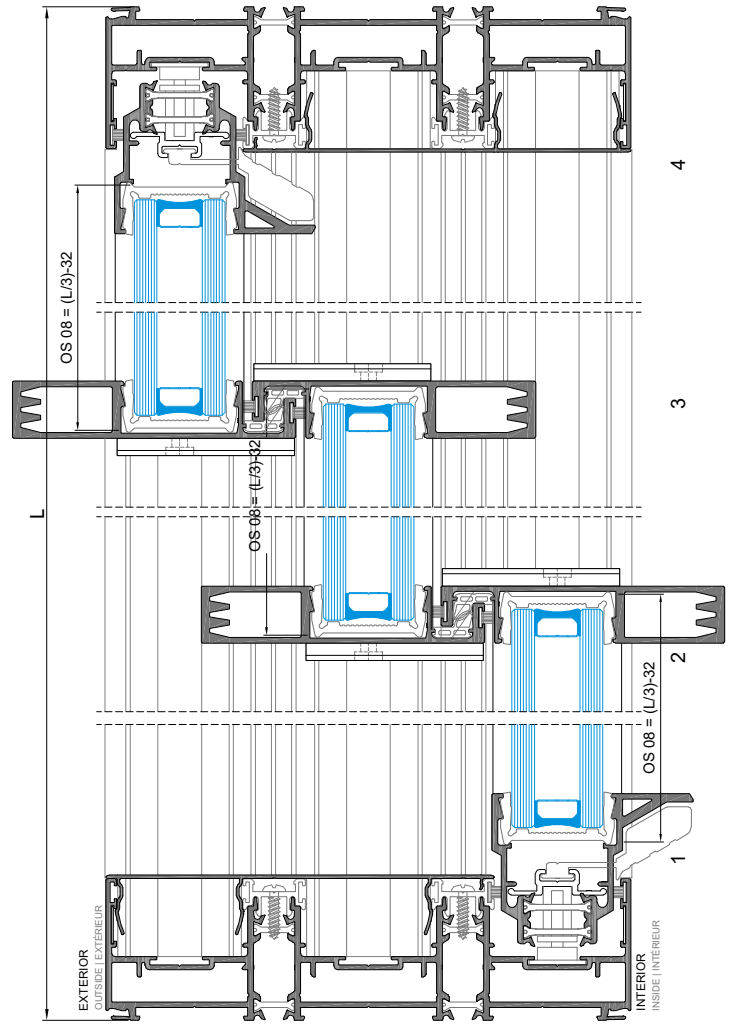 L
OS 08 = (L/3)-32
OS 08 = (L/3)-32
OS 08 = (L/3)-32
4
3
2
1
EXTERIOR
OUTSIDE | EXTÉRIEUR
INTERIOR
INSIDE | INTÉRIEUR